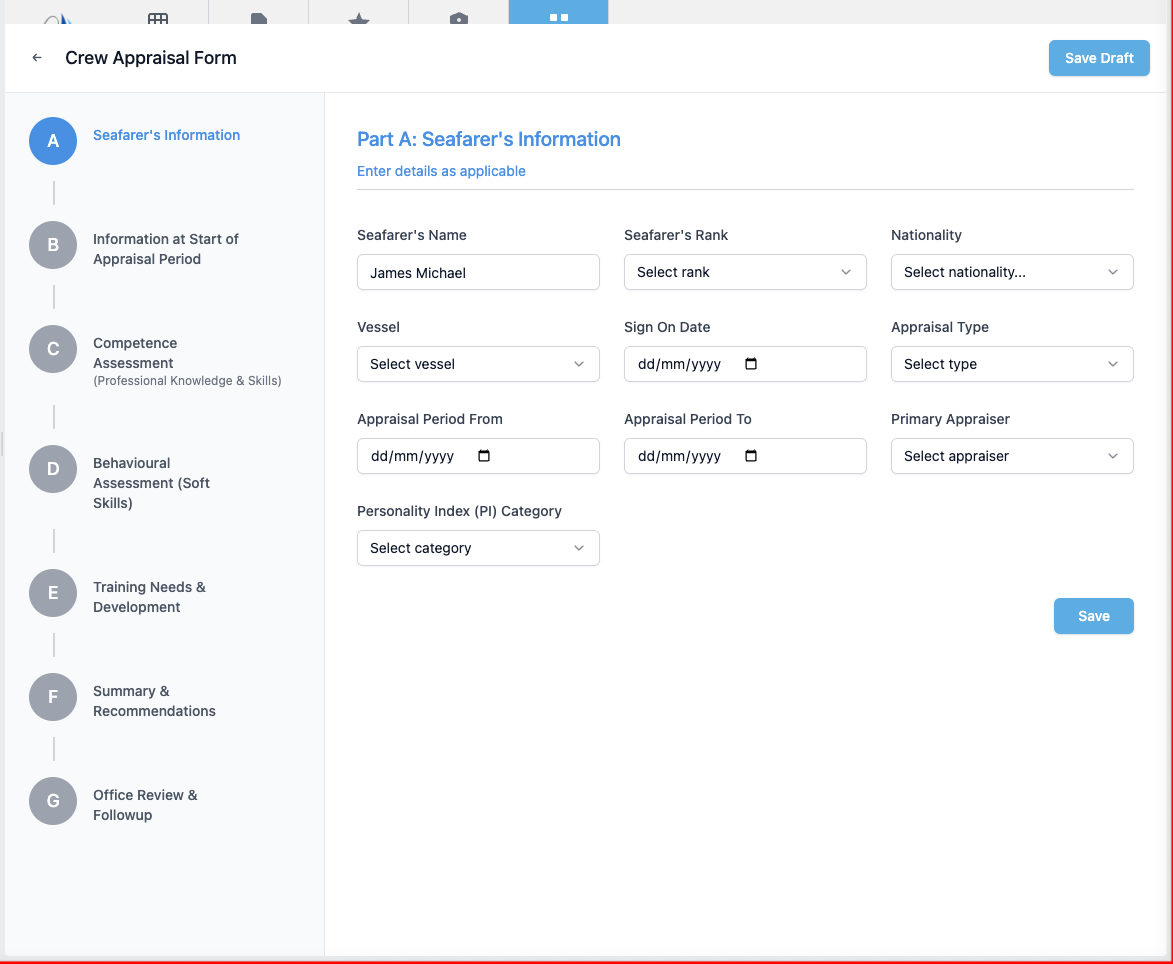 Crew Appraisal Form
Save Draft
A
Seafarer's Information
B
Information at Start of
Appraisal Period
C
Competence
Assessment
(Professional Knowledge & Skills)
D
Behavioural
Assessment (Soft
Skills)
E
Training Needs &
Development
F
Summary &
Recommendations
G
Office Review &
Followup
Part A: Seafarer's Information
Enter details as applicable
Seafarer's Name
James Michael
Seafarer's Rank
Select rank
Nationality
Select nationality...
Vessel
Select vessel
Sign On Date
dd/mm/yyyy
Appraisal Type
Select type
Appraisal Period From
dd/mm/yyyy
Appraisal Period To
dd/mm/yyyy
Primary Appraiser
Select appraiser
Personality Index (PI) Category
Select category
Save